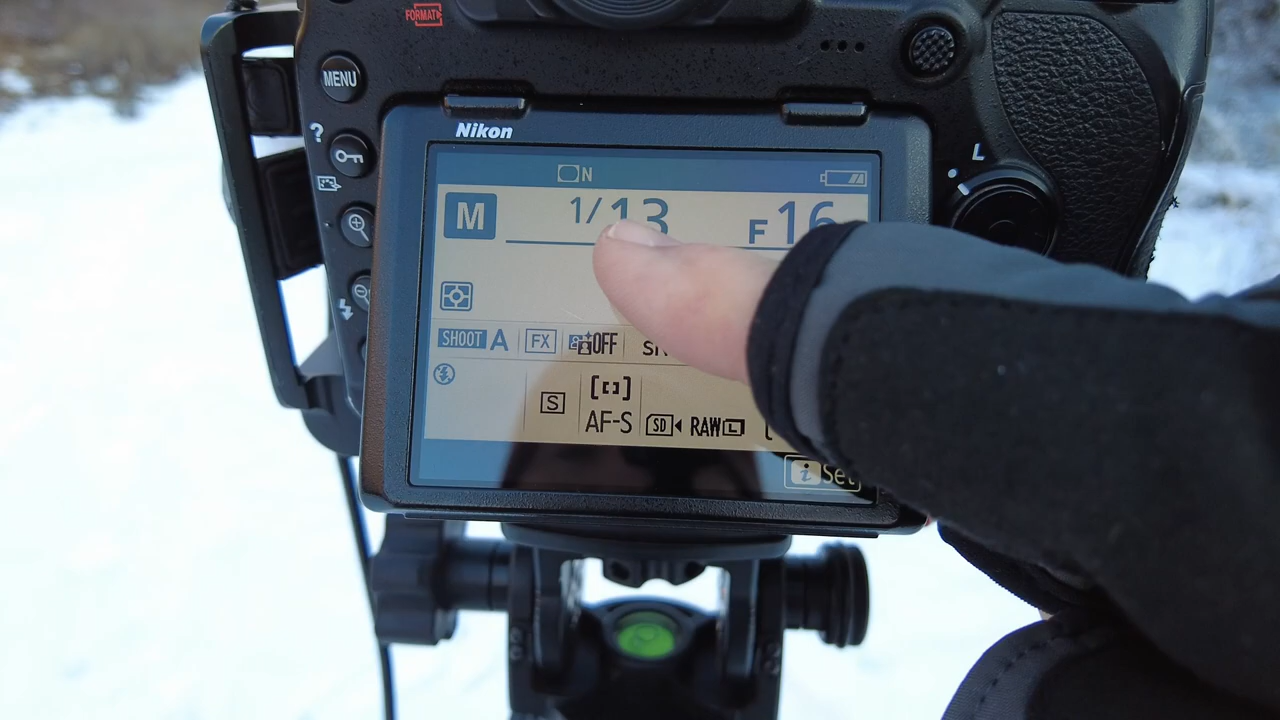 FORMAT
MENU
?
Nikon
L
N
M 1/13 F16
SHOOT A FX OFF
S
AF-S SD RAW L
i Set